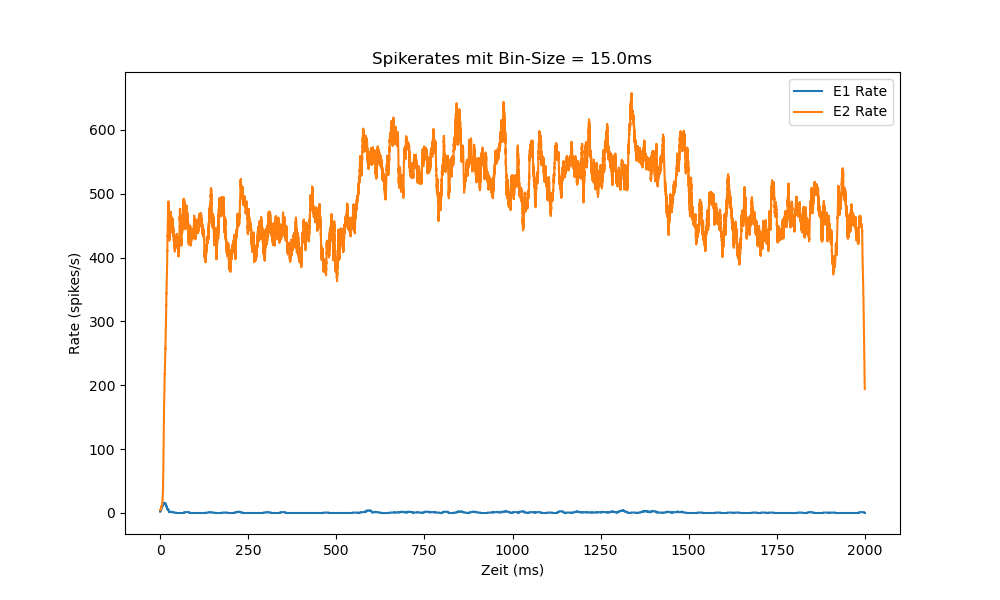 Spikerates mit Bin-Size = 15.0ms
E1 Rate
E2 Rate
600
500
400
300
200
100
0
Rate (spikes/s)
0 250 500 750 1000 1250 1500 1750 2000
Zeit (ms)